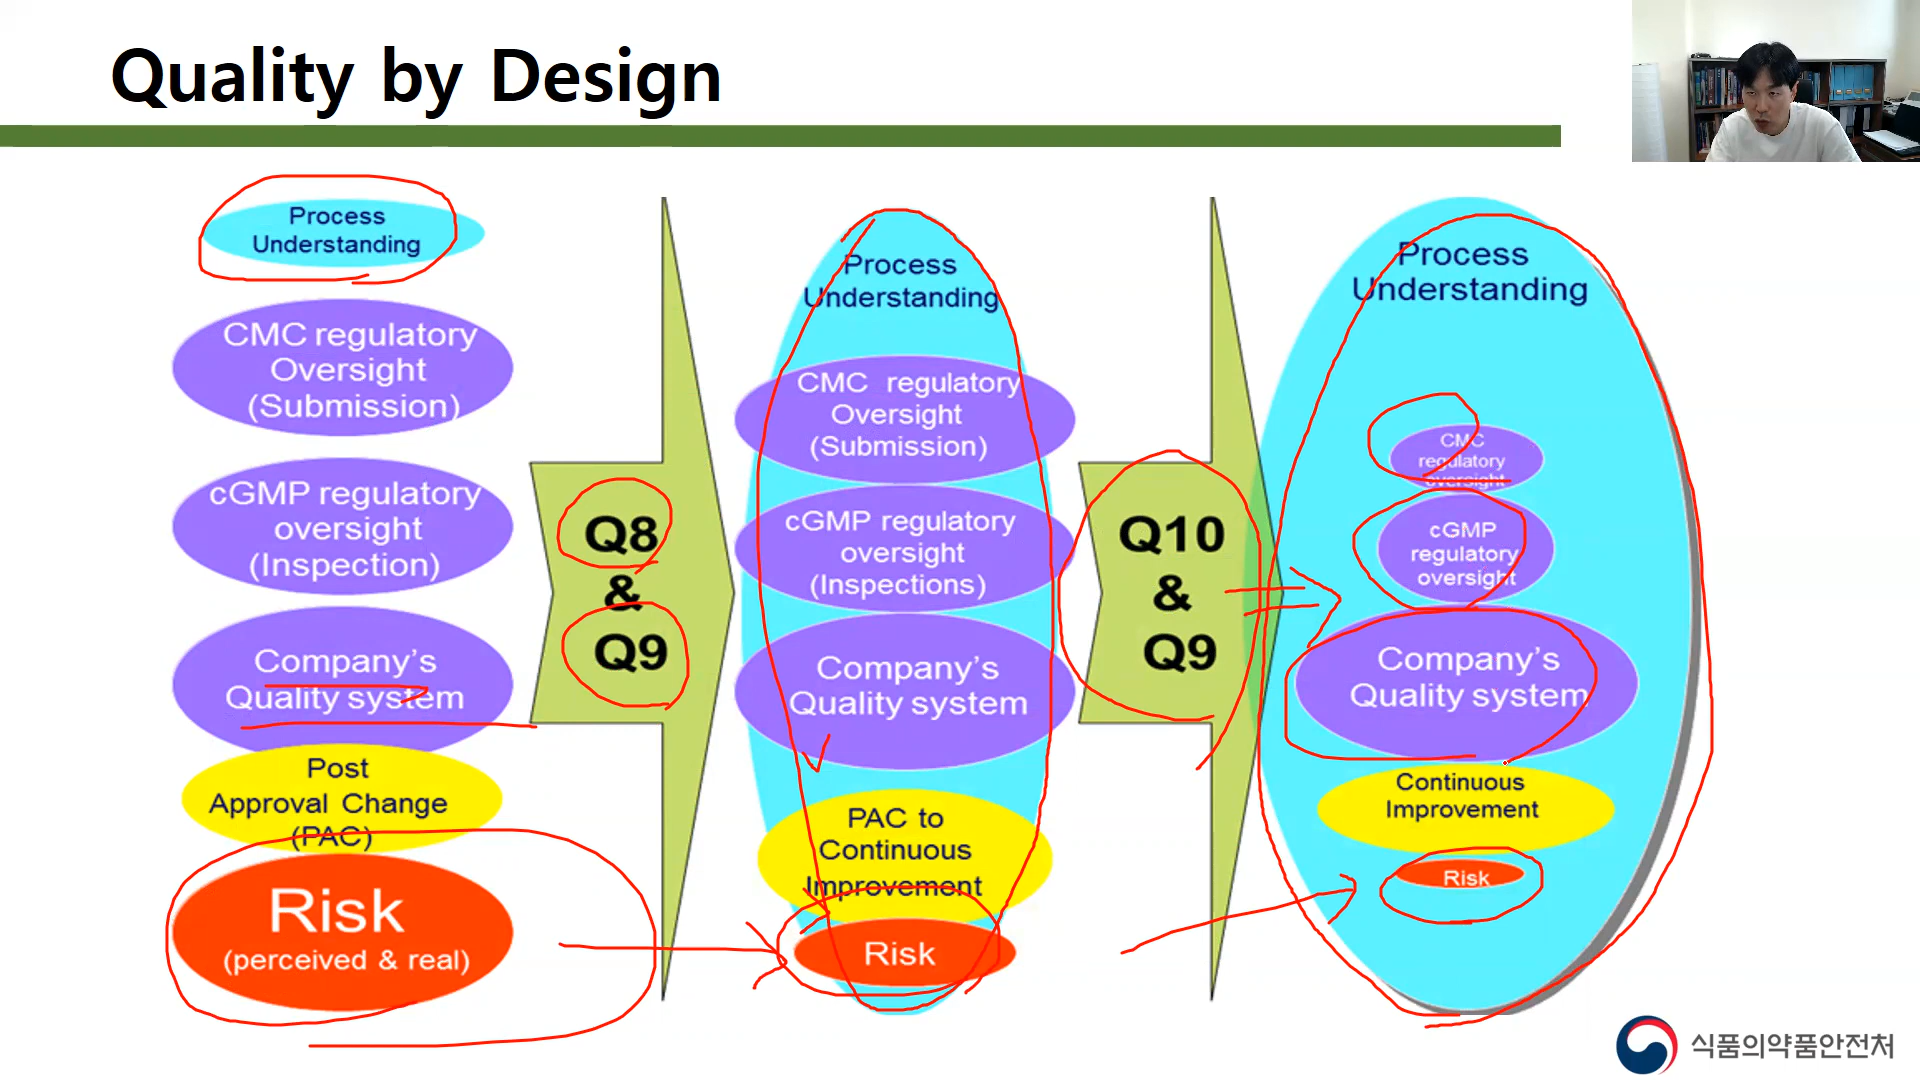 Quality by Design
Process
Understanding
CMC regulatory
Oversight
(Submission)
cGMP regulatory
oversight
(Inspection)
Company's
Quality system
Post
Approval Change
(PAC)
Risk
(perceived & real)
Q8
&
Q9
Process
Understanding
CMC regulatory
Oversight
(Submission)
cGMP regulatory
oversight
(Inspections)
Company's
Quality system
PAC to
Continuous
Improvement
Risk
Q10
&
Q9
Process
Understanding
CMC
regulatory
oversight
cGMP
regulatory
oversight
Company's
Quality system
Continuous
Improvement
Risk
식품의약품안전처